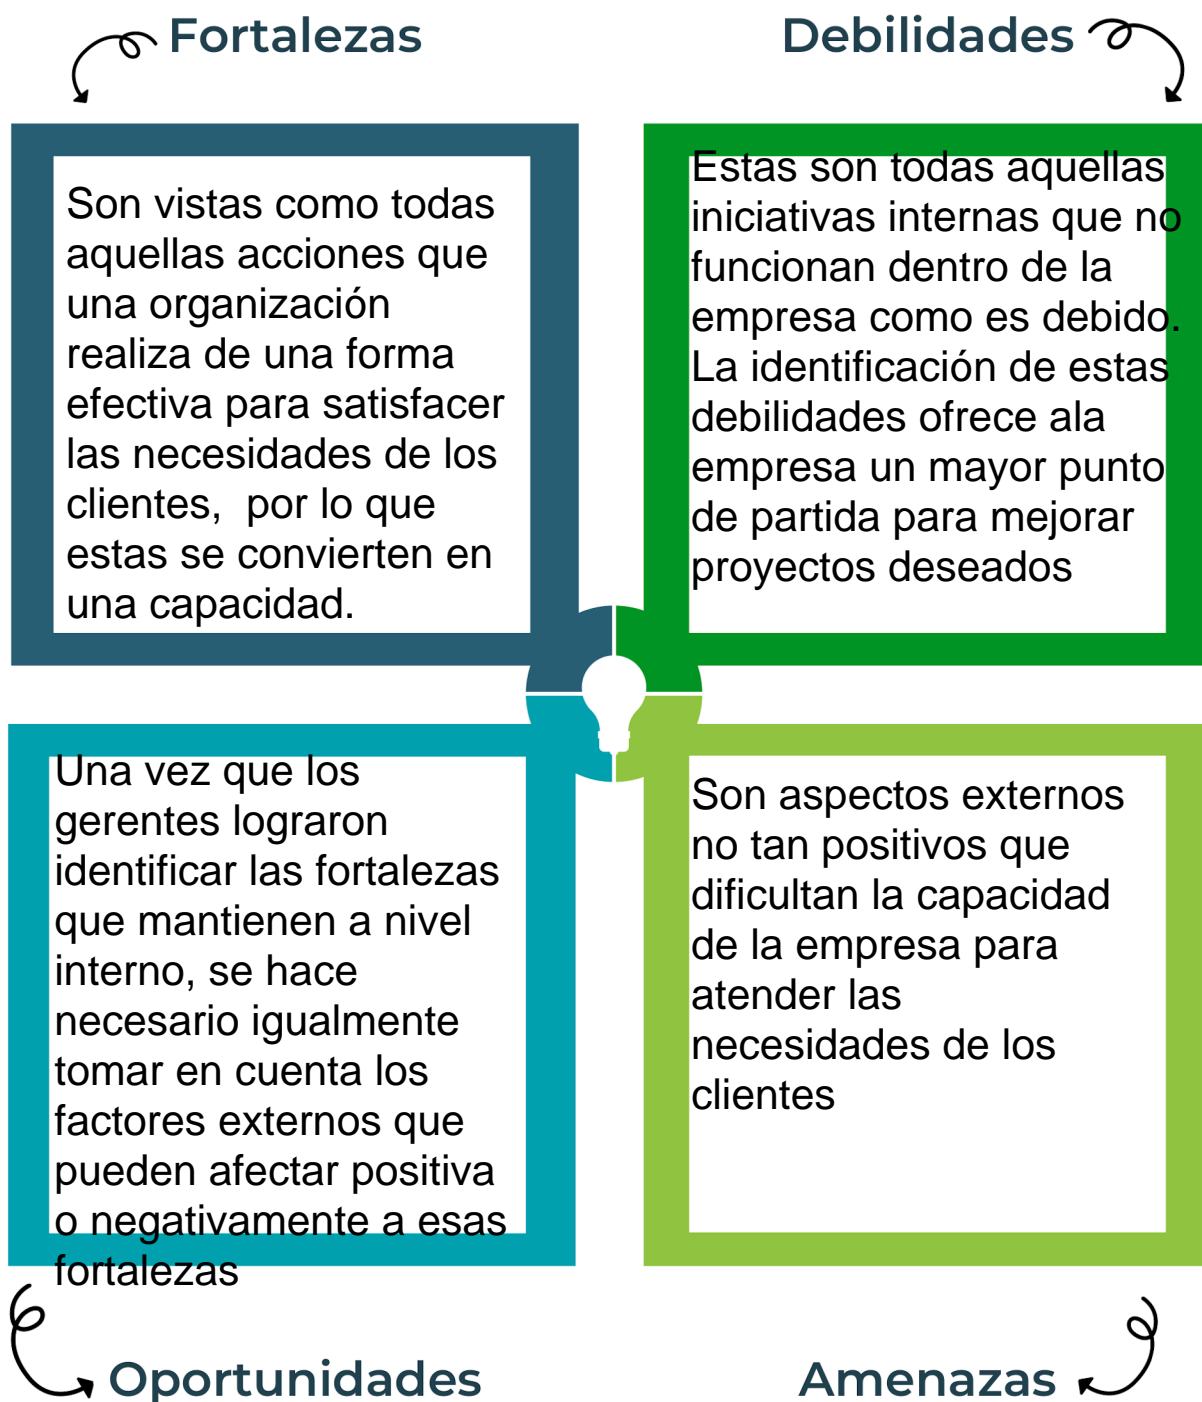 Fortalezas
Son vistas como todas
aquellas acciones que
una organización
realiza de una forma
efectiva para satisfacer
las necesidades de los
clientes,  por lo que
estas se convierten en
una capacidad.
Debilidades
Estas son todas aquellas
iniciativas internas que no
funcionan dentro de la
empresa como es debido.
La identificación de estas
debilidades ofrece ala
empresa un mayor punto
de partida para mejorar
proyectos deseados
Una vez que los
gerentes lograron
identificar las fortalezas
que mantienen a nivel
interno, se hace
necesario igualmente
tomar en cuenta los
factores externos que
pueden afectar positiva
o negativamente a esas
fortalezas
Oportunidades
Son aspectos externos
no tan positivos que
dificultan la capacidad
de la empresa para
atender las
necesidades de los
clientes
Amenazas